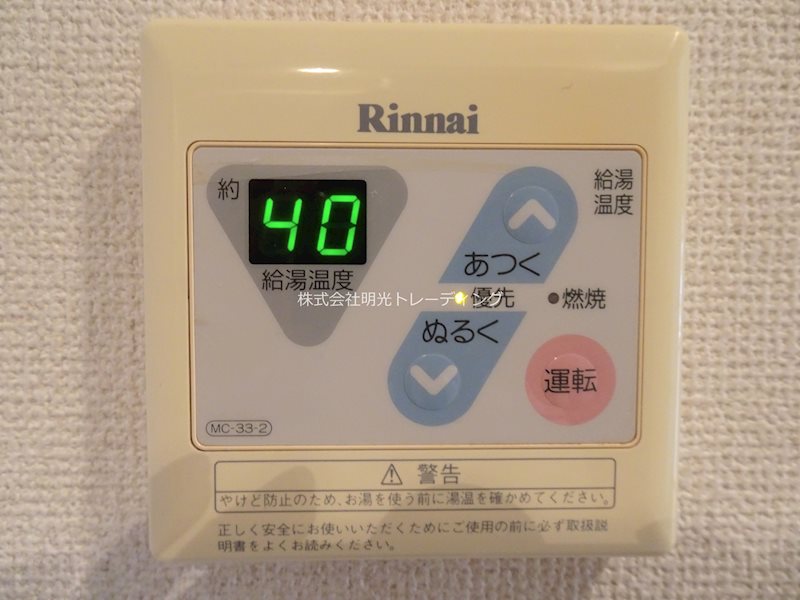 Rinnai
約
40
給湯温度
給湯
温度
あつく
株式会社明光トレーディング
優先
燃焼
ぬるく
運転
MC-33-2
⚠ 警告
やけど防止のため、お湯を使う前に湯温を確かめてください。
正しく安全にお使いいただくためにご使用の前に必ず取扱説
明書をよくお読みください。